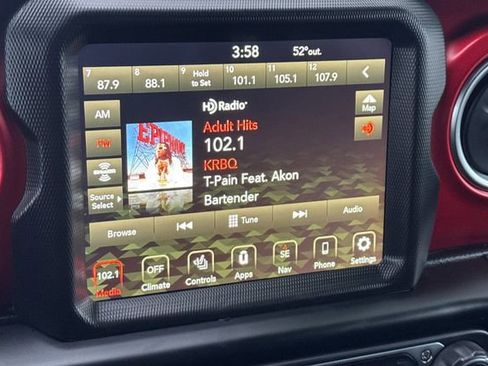 3:58 52°out.
7 87.9 8 88.1 9 Hold to Set 10 101.1 11 105.1 12 107.9
AM
HD Radio
Map
Adult Hits
FM
102.1
HD
KRBQ
SiriusXM
T-Pain Feat. Akon
Source Select
Bartender
Browse Tune Audio
102.1 OFF SE
Media Climate Controls Apps Nav Phone Settings